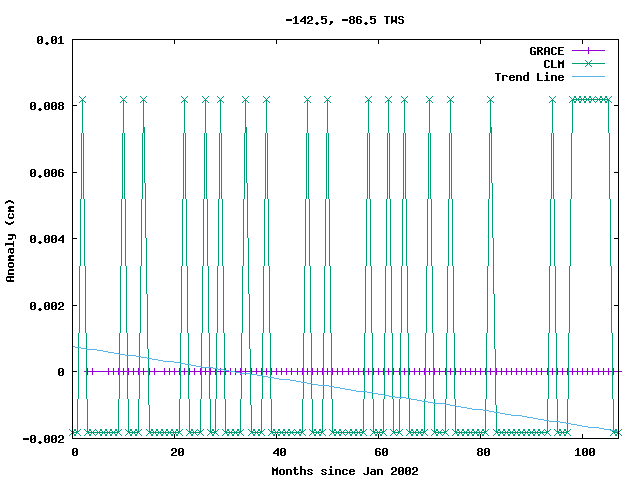 -142.5, -86.5 TWS
0.01
GRACE
CLM
Trend Line
0.008
0.006
0.004
0.002
0
-0.002
Anomaly (cm)
0 20 40 60 80 100
Months since Jan 2002